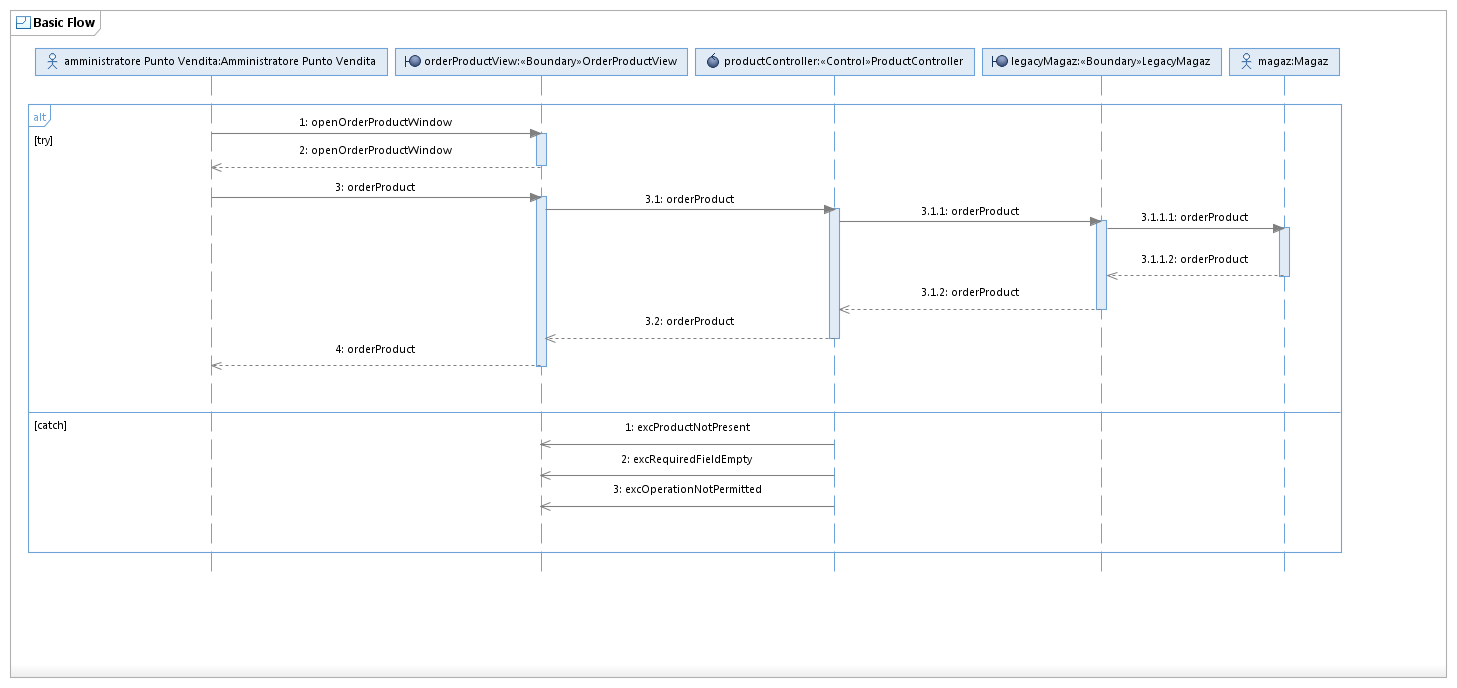 Basic Flow
amministratore Punto Vendita:Amministratore Punto Vendita
orderProductView:«Boundary»OrderProductView
productController:«Control»ProductController
legacyMagaz:«Boundary»LegacyMagaz
magaz:Magaz
alt
[try]
1: openOrderProductWindow
2: openOrderProductWindow
3: orderProduct
3.1: orderProduct
3.1.1: orderProduct
3.1.1.1: orderProduct
3.1.1.2: orderProduct
3.1.2: orderProduct
3.2: orderProduct
4: orderProduct
[catch]
1: excProductNotPresent
2: excRequiredFieldEmpty
3: excOperationNotPermitted